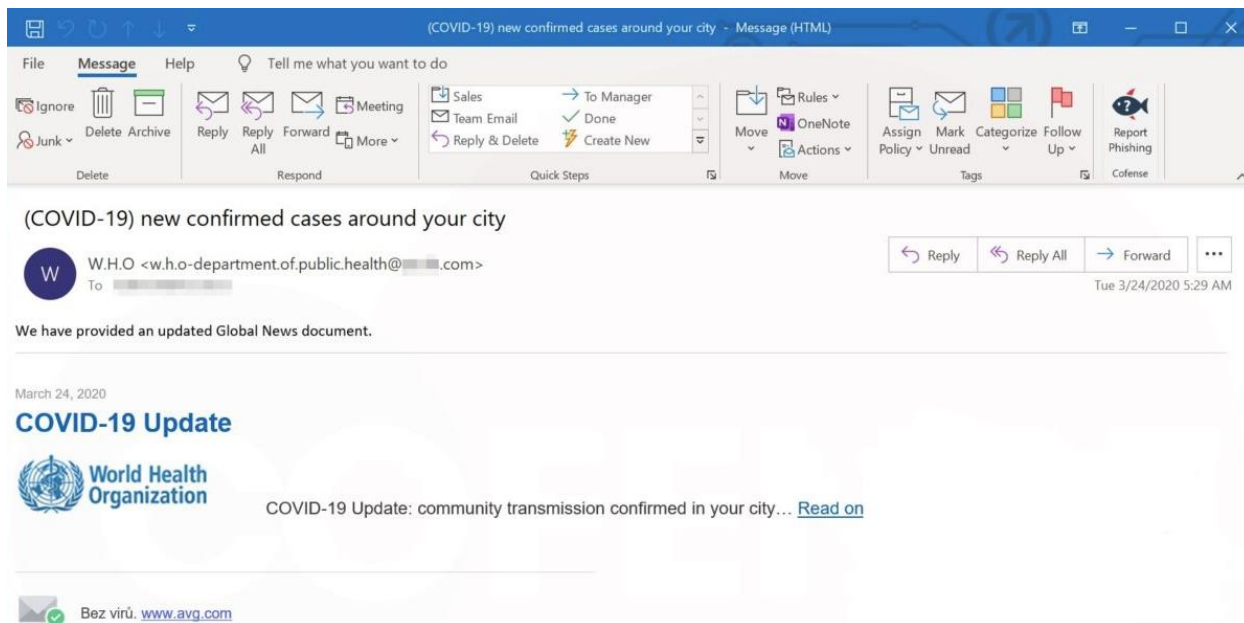 (COVID-19) new confirmed cases around your city - Message (HTML)
File Message Help Tell me what you want to do
Ignore
Junk
Delete Archive
Delete
Reply Reply All Forward
Meeting
More
Respond
Sales To Manager
Team Email Done
Reply & Delete Create New
Quick Steps
Move
Rules
OneNote
Actions
Move
Assign Policy Mark Unread Categorize Follow Up
Tags
Report Phishing
Cofense
(COVID-19) new confirmed cases around your city
W
W.H.O <w.h.o-department.of.public.health@ .com>
To
Reply Reply All Forward ...
Tue 3/24/2020 5:29 AM
We have provided an updated Global News document.
March 24, 2020
COVID-19 Update
World Health
Organization
COVID-19 Update: community transmission confirmed in your city… Read on
Bez virů. www.avg.com